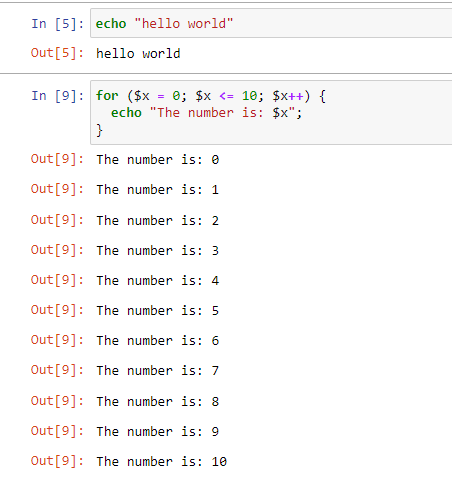 In [5]: echo "hello world"
Out[5]: hello world
In [9]: for ($x = 0; $x <= 10; $x++) {
echo "The number is: $x";
}
Out[9]: The number is: 0
Out[9]: The number is: 1
Out[9]: The number is: 2
Out[9]: The number is: 3
Out[9]: The number is: 4
Out[9]: The number is: 5
Out[9]: The number is: 6
Out[9]: The number is: 7
Out[9]: The number is: 8
Out[9]: The number is: 9
Out[9]: The number is: 10